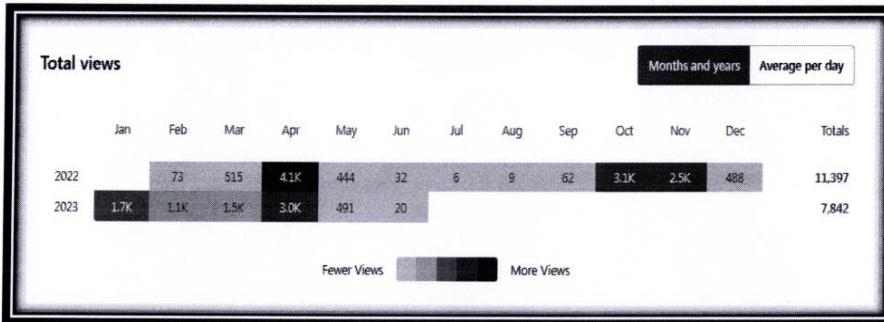 Total views
Months and years Average per day
Jan Feb Mar Apr May Jun Jul Aug Sep Oct Nov Dec Totals
2022 73 515 4.1K 444 32 6 9 62 3.1K 2.5K 488 11,397
2023 1.7K 1.1K 1.5K 3.0K 491 20 7,842
Fewer Views More Views